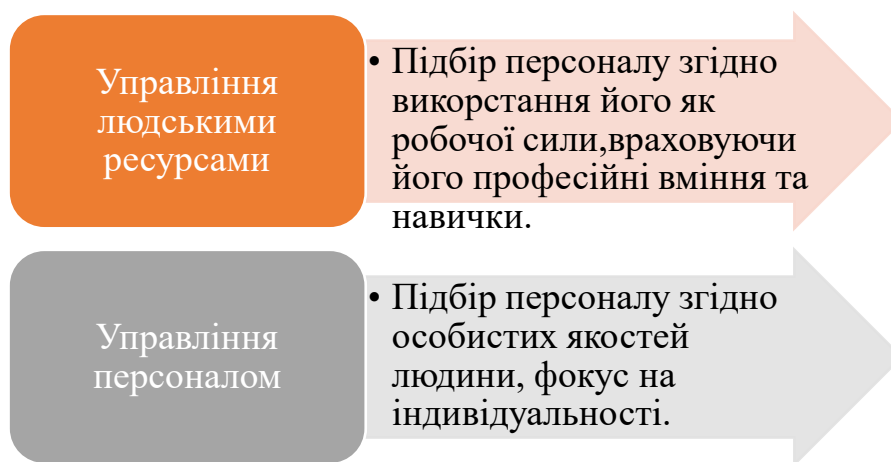 Управління
людськими
ресурсами
• Підбір персоналу згідно
викорстання його як
робочої сили,враховуючи
його професійні вміння та
навички.
Управління
персоналом
• Підбір персоналу згідно
особистих якостей
людини, фокус на
індивідуальності.